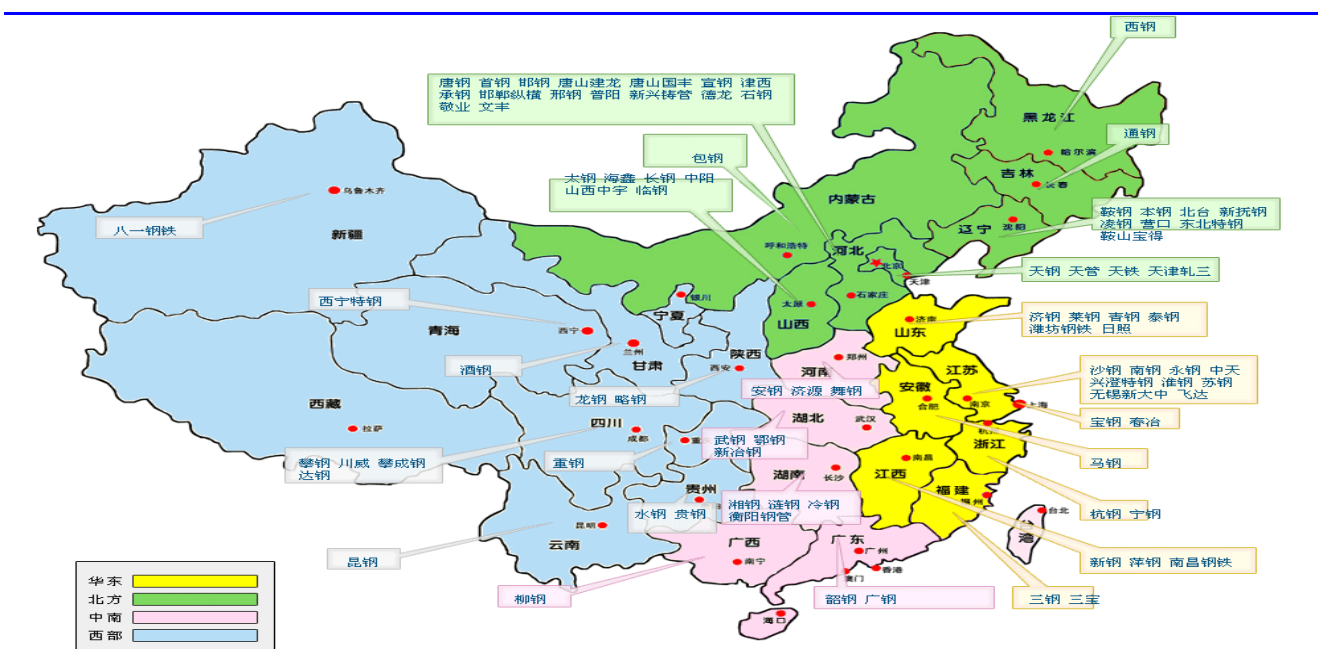 西钢
唐钢 首钢 邯钢 唐山建龙 唐山国丰 宣钢 津西
承钢 邯郸纵横 邢钢 普阳 新兴铸管 德龙 石钢
敬业 文丰
黑龙江
哈尔滨
通钢
包钢
吉林
长春
太钢 海鑫 长钢 中阳
山西中宇 临钢
乌鲁木齐
内蒙古
鞍钢 本钢 北台 新抚钢
凌钢 营口 东北特钢
鞍山宝得
辽宁
沈阳
八一钢铁
新疆
呼和浩特
河北
北京
天钢 天管 天铁 天津轧三
天津
西宁特钢
银川
石家庄
太原
宁夏
山西
济南
山东
济钢 莱钢 青钢 泰钢
潍坊钢铁 日照
青海
西宁
兰州
甘肃
陕西
西安
郑州
河南
酒钢
江苏
沙钢 南钢 永钢 中天
兴澄特钢 淮钢 苏钢
无锡新大中 飞达
安徽
合肥
南京
上海
安钢 济源 舞钢
龙钢 略钢
西藏
拉萨
四川
成都
湖北
武汉
宝钢 春冶
杭
浙江
重
武钢 鄂钢
新冶钢
攀钢 川威 攀成钢
达钢
重钢
马钢
南昌
江西
湖南
长沙
贵州
福建
福州
湘钢 涟钢 冷钢
衡阳钢管
水钢 贵钢
杭钢 宁钢
台北
台湾
昆明
云南
广西
南宁
广东
广州
香港
澳门
昆钢
新钢 萍钢 南昌钢铁
柳钢
韶钢 广钢
三钢 三宝
海口
华东
北方
中南
西部